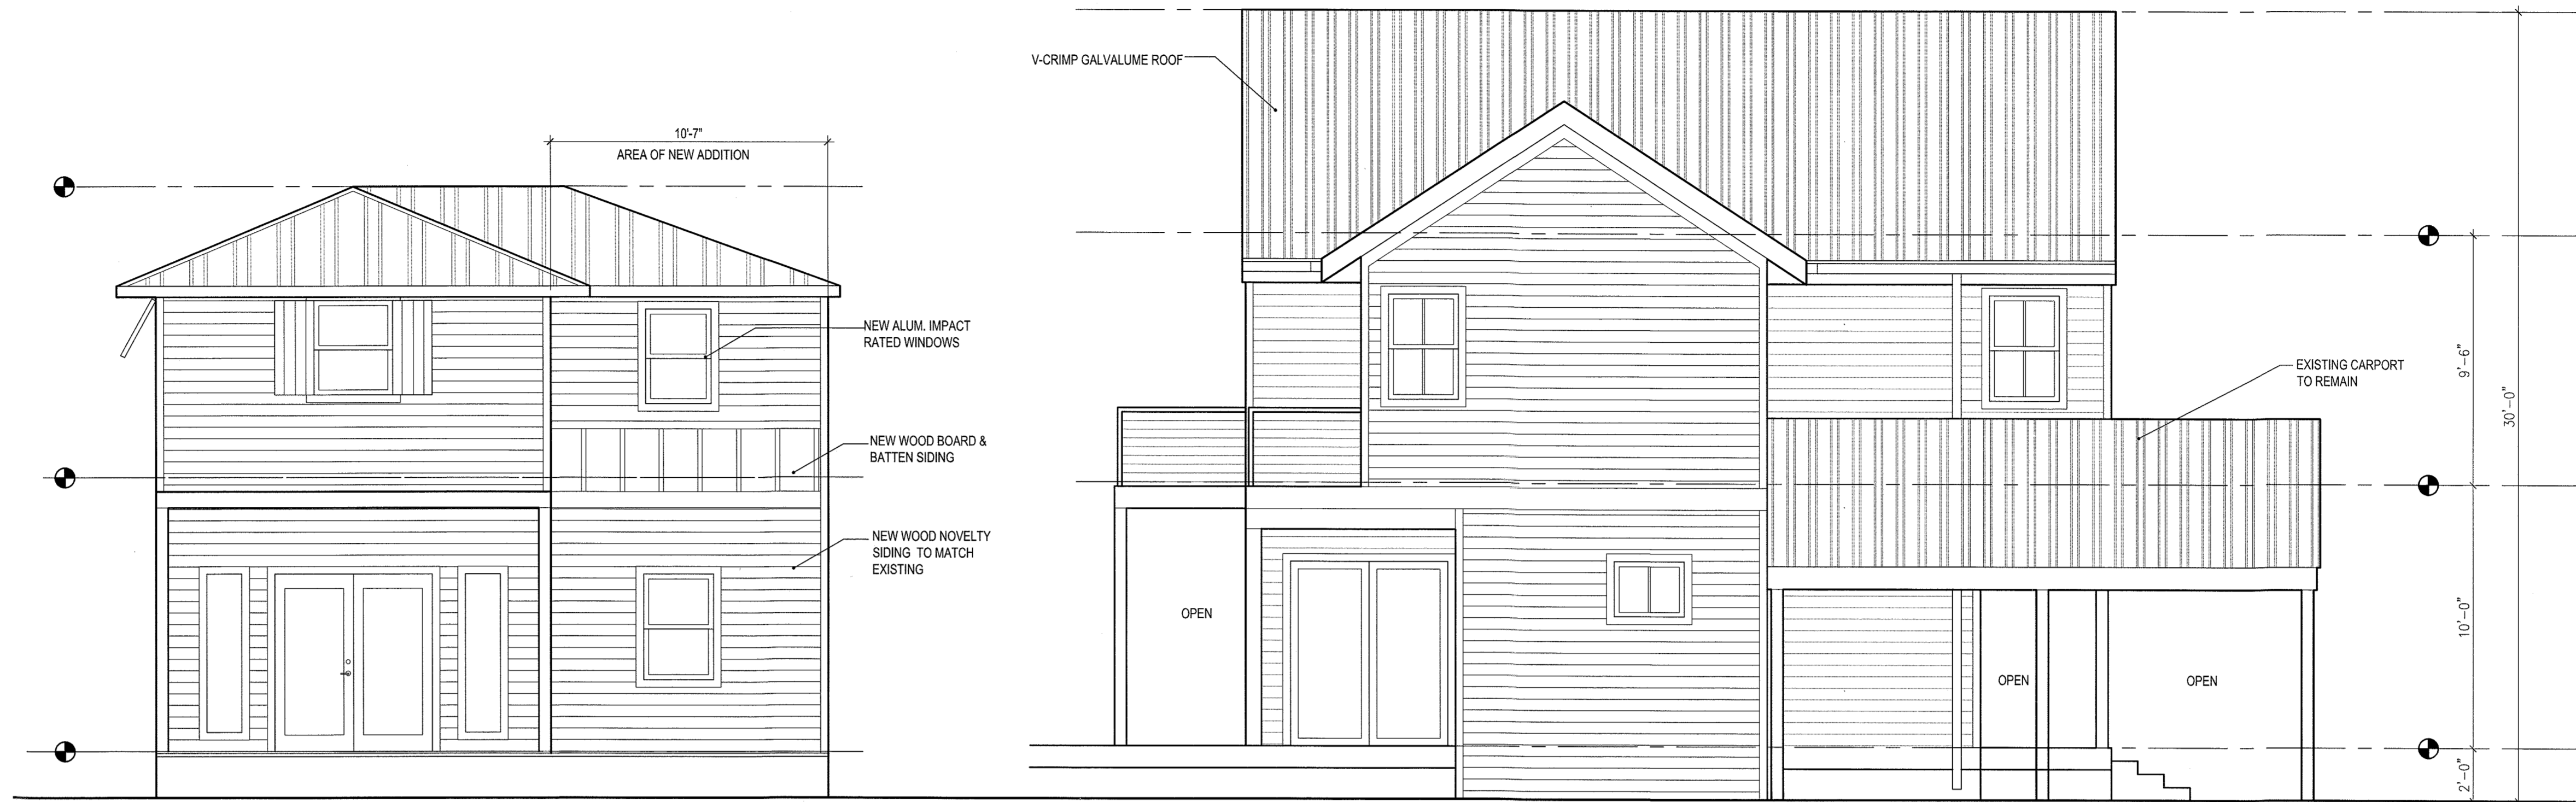 10'-7"
AREA OF NEW ADDITION
NEW ALUM. IMPACT
RATED WINDOWS
NEW WOOD BOARD &
BATTEN SIDING
NEW WOOD NOVELTY
SIDING TO MATCH
EXISTING
V-CRIMP GALVALUME ROOF
OPEN
EXISTING CARPORT
TO REMAIN
OPEN
OPEN
9'-6"
10'-0"
2'-0"
30'-0"